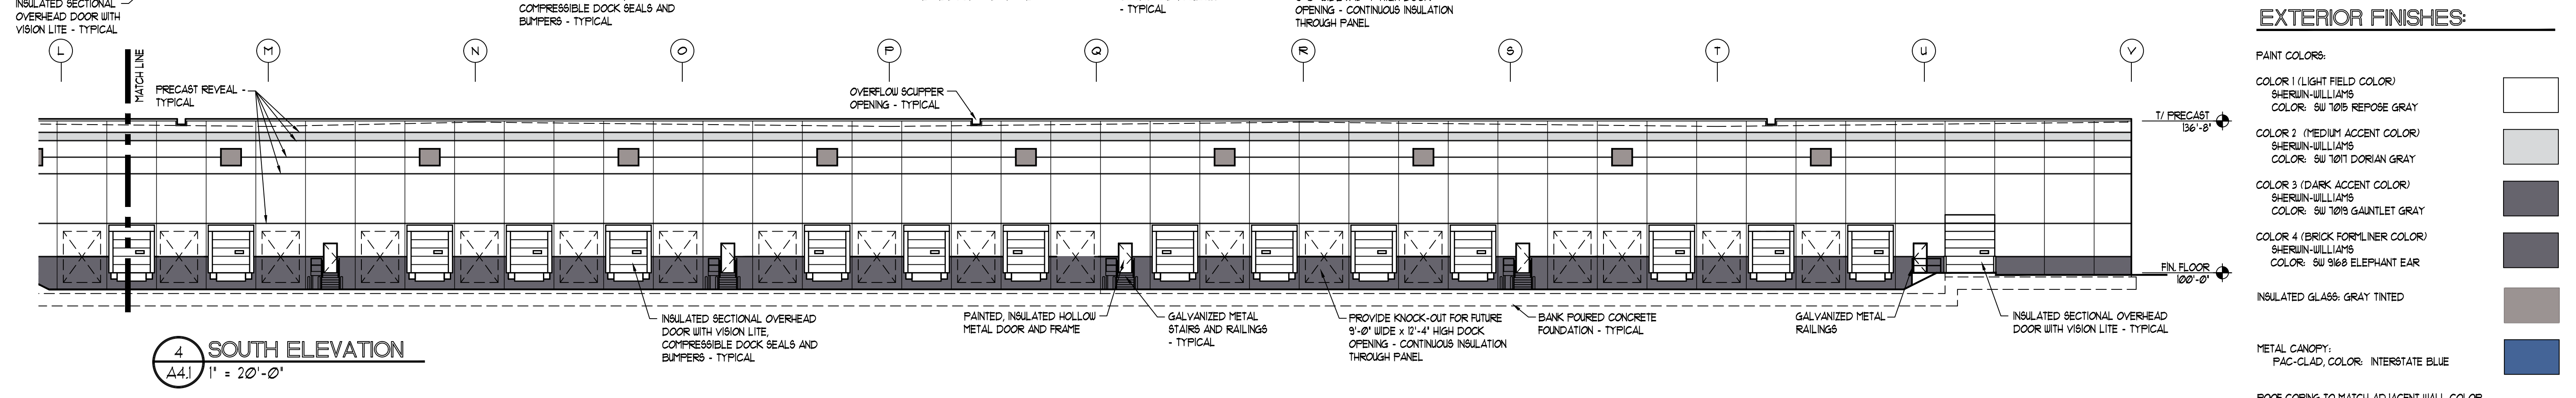 INSULATED SECTIONAL
OVERHEAD DOOR WITH
VISION LITE - TYPICAL
COMPRESSIBLE DOCK SEALS AND
BUMPERS - TYPICAL
- TYPICAL
OPENING - CONTINUOUS INSULATION
THROUGH PANEL
L
MATCH LINE
M
N
O
P
Q
R
S
T
U
V
PRECAST REVEAL -
TYPICAL
OVERFLOW SCUPPER
OPENING - TYPICAL
T/ PRECAST
136'-8"
FIN. FLOOR
100'-0"
INSULATED SECTIONAL OVERHEAD
DOOR WITH VISION LITE,
COMPRESSIBLE DOCK SEALS AND
BUMPERS - TYPICAL
PAINTED, INSULATED HOLLOW
METAL DOOR AND FRAME
GALVANIZED METAL
STAIRS AND RAILINGS
- TYPICAL
PROVIDE KNOCK-OUT FOR FUTURE
9'-0" WIDE x 12'-4" HIGH DOCK
OPENING - CONTINUOUS INSULATION
THROUGH PANEL
BANK POURED CONCRETE
FOUNDATION - TYPICAL
GALVANIZED METAL
RAILINGS
INSULATED SECTIONAL OVERHEAD
DOOR WITH VISION LITE - TYPICAL
4
A4.1
SOUTH ELEVATION
1" = 20'-0"
EXTERIOR FINISHES:
PAINT COLORS:
COLOR 1 (LIGHT FIELD COLOR)
SHERWIN-WILLIAMS
COLOR: SW 7015 REPOSE GRAY
COLOR 2 (MEDIUM ACCENT COLOR)
SHERWIN-WILLIAMS
COLOR: SW 7017 DORIAN GRAY
COLOR 3 (DARK ACCENT COLOR)
SHERWIN-WILLIAMS
COLOR: SW 7019 GAUNTLET GRAY
COLOR 4 (BRICK FORMLINER COLOR)
SHERWIN-WILLIAMS
COLOR: SW 9168 ELEPHANT EAR
INSULATED GLASS: GRAY TINTED
METAL CANOPY:
PAC-CLAD, COLOR: INTERSTATE BLUE
ROOF COPING TO MATCH ADJACENT WALL COLOR